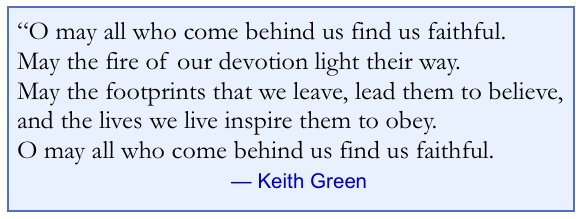 “O may all who come behind us find us faithful.
May the fire of our devotion light their way.
May the footprints that we leave, lead them to believe,
and the lives we live inspire them to obey.
O may all who come behind us find us faithful.
— Keith Green